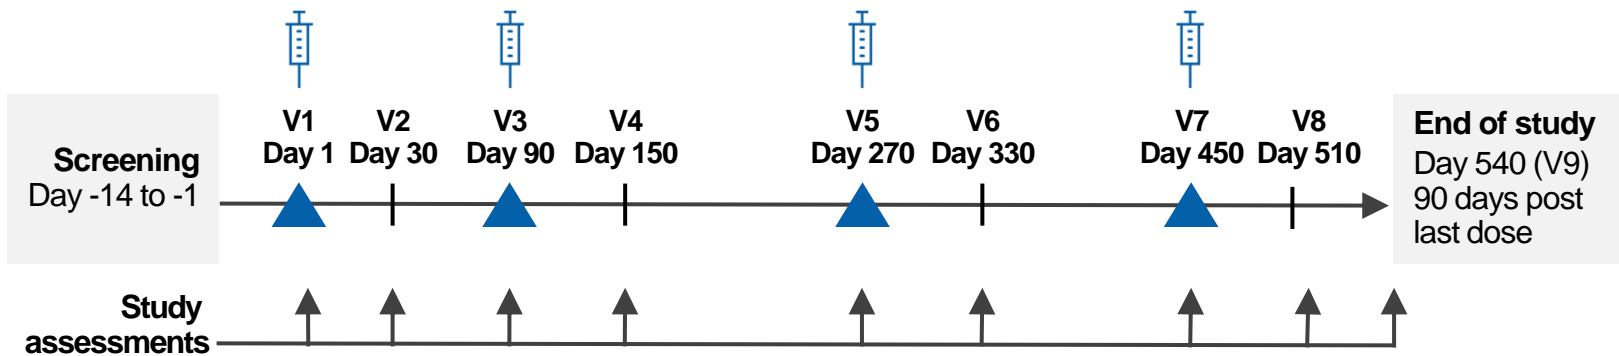 V1 V2 V3 V4 V5 V6 V7 V8
Day 1 Day 30 Day 90 Day 150 Day 270 Day 330 Day 450 Day 510
Screening
Day -14 to -1
End of study
Day 540 (V9)
90 days post
last dose
Study
assessments